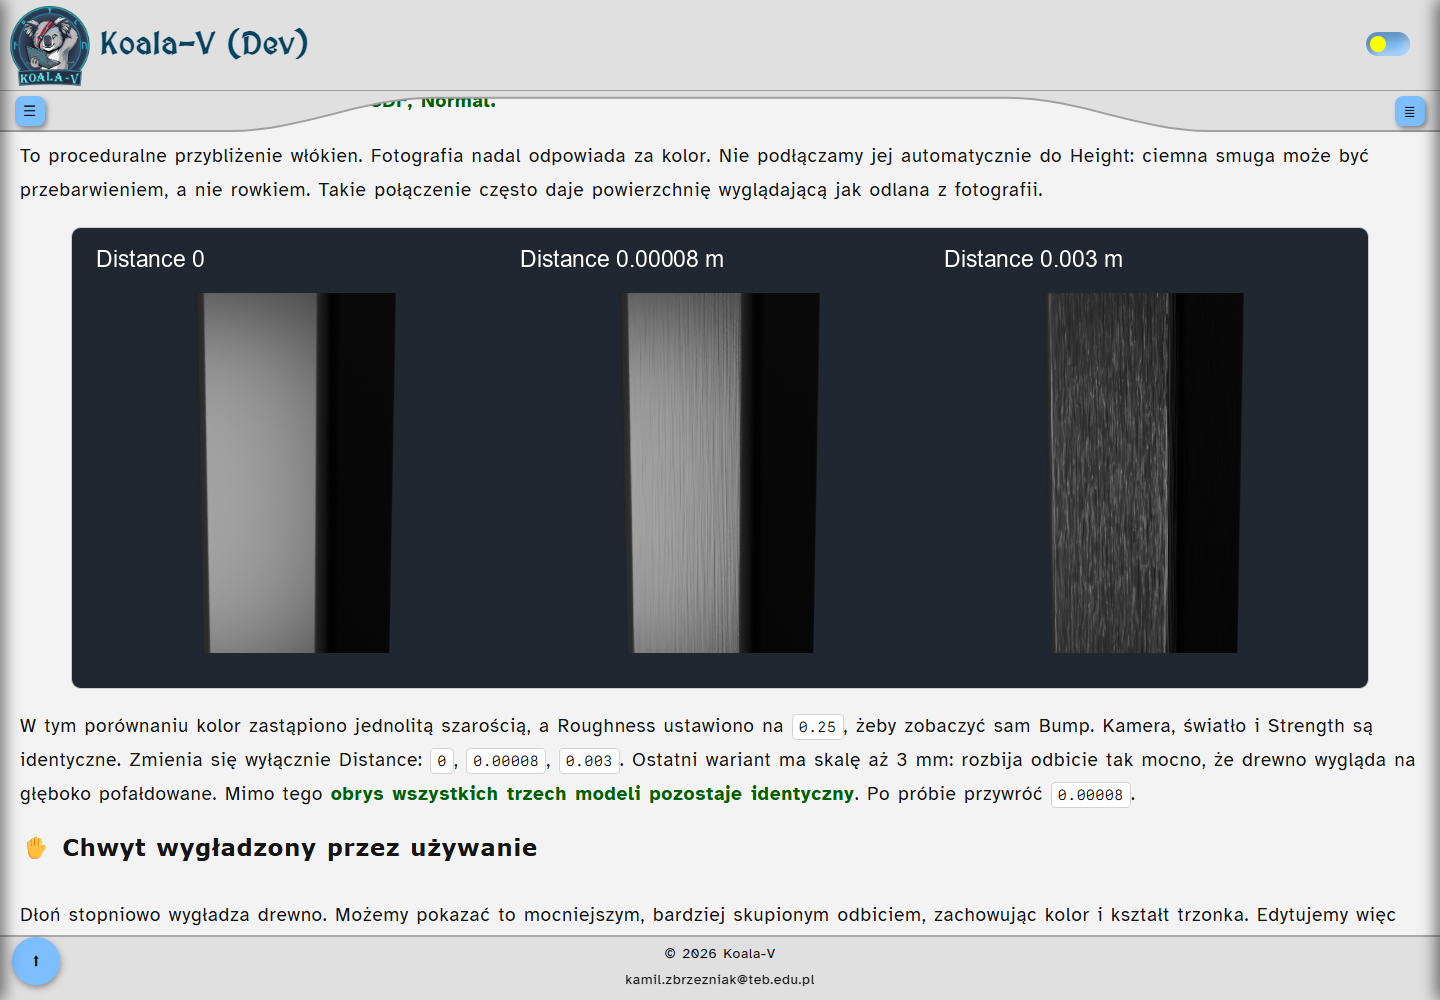 Koala-V (Dev)
KOALA-V
☰
Normal.
≣
To proceduralne przybliżenie włókien. Fotografia nadal odpowiada za kolor. Nie podłączamy jej automatycznie do Height: ciemna smuga może być
przebarwieniem, a nie rowkiem. Takie połączenie często daje powierzchnię wyglądającą jak odlana z fotografii.
Distance 0
Distance 0.00008 m
Distance 0.003 m
W tym porównaniu kolor zastąpiono jednolitą szarością, a Roughness ustawiono na 0.25, żeby zobaczyć sam Bump. Kamera, światło i Strength są
identyczne. Zmienia się wyłącznie Distance: 0, 0.00008, 0.003. Ostatni wariant ma skalę aż 3 mm: rozbija odbicie tak mocno, że drewno wygląda na
głęboko pofałdowane. Mimo tego obrys wszystkich trzech modeli pozostaje identyczny. Po próbie przywróć 0.00008.
✋ Chwyt wygładzony przez używanie
Dłoń stopniowo wygładza drewno. Możemy pokazać to mocniejszym, bardziej skupionym odbiciem, zachowując kolor i kształt trzonka. Edytujemy więc
⬆
© 2026 Koala-V
kamil.zbrzezniak@teb.edu.pl